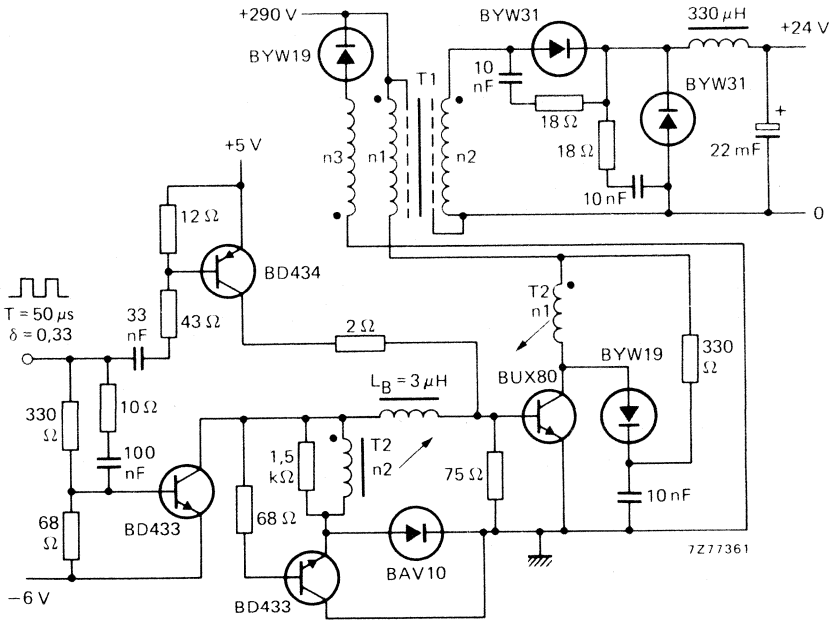 +290 V
BYW31
330 μH
+24 V
BYW19
T1
10
nF
BYW31
+
18 Ω
n3
n1
n2
18 Ω
22 mF
+5 V
10 nF
0
12 Ω
BD434
T2
n1
T = 50 μs
δ = 0,33
33
nF
43 Ω
2 Ω
BYW19
330
Ω
L_B = 3 μH
BUX80
330
Ω
10 Ω
100
nF
1,5
kΩ
T2
n2
75 Ω
10 nF
68
Ω
BD433
68 Ω
BAV10
7Z77361
−6 V
BD433